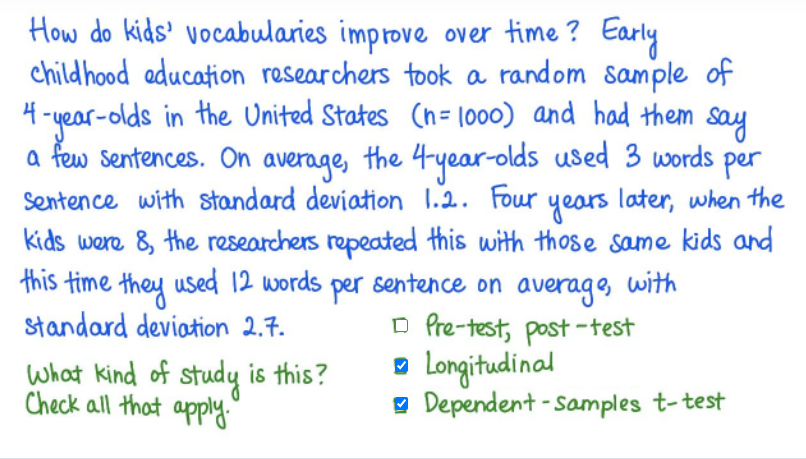 How do kids' vocabularies improve over time? Early
childhood education researchers took a random sample of
4-year-olds in the United States (n=1000) and had them say
a few sentences. On average, the 4-year-olds used 3 words per
sentence with standard deviation 1.2. Four years later, when the
kids were 8, the researchers repeated this with those same kids and
this time they used 12 words per sentence on average, with
standard deviation 2.7.
What kind of study is this?
Check all that apply.
Pre-test, post-test
Longitudinal
Dependent-samples t-test